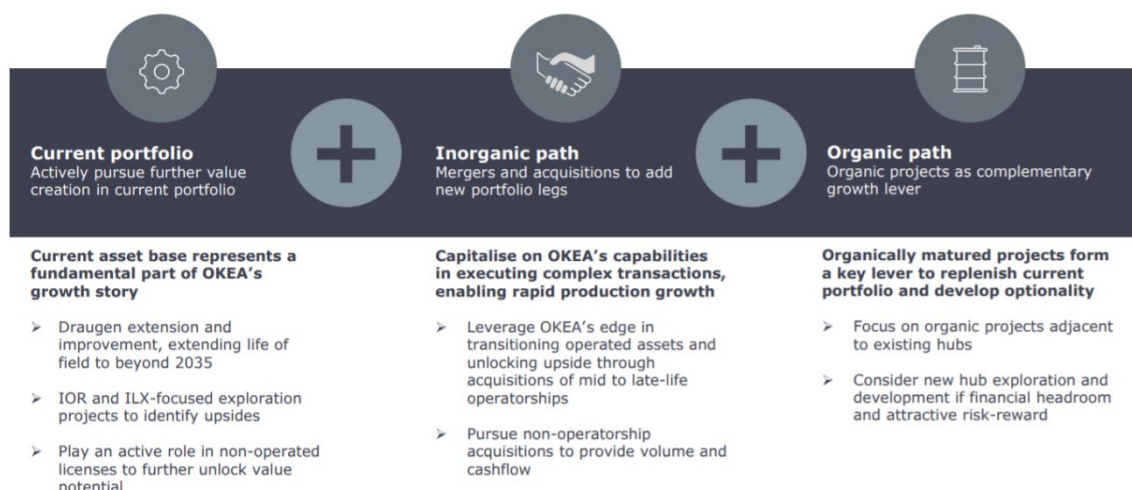 Current portfolio
Actively pursue further value
creation in current portfolio
Inorganic path
Mergers and acquisitions to add
new portfolio legs
Organic path
Organic projects as complementary
growth lever
Current asset base represents a
fundamental part of OKEA's
growth story
➢ Draugen extension and
improvement, extending life of
field to beyond 2035
➢ IOR and ILX-focused exploration
projects to identify upsides
➢ Play an active role in non-operated
licenses to further unlock value
potential
Capitalise on OKEA's capabilities
in executing complex transactions,
enabling rapid production growth
➢ Leverage OKEA's edge in
transitioning operated assets and
unlocking upside through
acquisitions of mid to late-life
operatorships
➢ Pursue non-operatorship
acquisitions to provide volume and
cashflow
Organically matured projects form
a key lever to replenish current
portfolio and develop optionality
➢ Focus on organic projects adjacent
to existing hubs
➢ Consider new hub exploration and
development if financial headroom
and attractive risk-reward